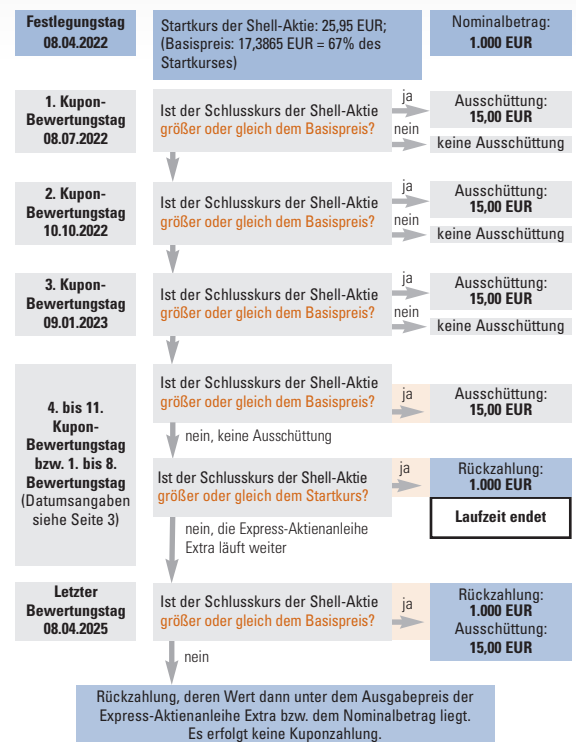 Festlegungstag
08.04.2022
Startkurs der Shell-Aktie: 25,95 EUR;
(Basispreis: 17,3865 EUR = 67% des
Startkurses)
Nominalbetrag:
1.000 EUR
1. Kupon-
Bewertungstag
08.07.2022
Ist der Schlusskurs der Shell-Aktie
größer oder gleich dem Basispreis?
ja
Ausschüttung:
15,00 EUR
nein
keine Ausschüttung
2. Kupon-
Bewertungstag
10.10.2022
Ist der Schlusskurs der Shell-Aktie
größer oder gleich dem Basispreis?
ja
Ausschüttung:
15,00 EUR
nein
keine Ausschüttung
3. Kupon-
Bewertungstag
09.01.2023
Ist der Schlusskurs der Shell-Aktie
größer oder gleich dem Basispreis?
ja
Ausschüttung:
15,00 EUR
nein
keine Ausschüttung
4. bis 11.
Kupon-
Bewertungstag
bzw. 1. bis 8.
Bewertungstag
(Datumsangaben
siehe Seite 3)
Ist der Schlusskurs der Shell-Aktie
größer oder gleich dem Basispreis?
ja
Ausschüttung:
15,00 EUR
nein, keine Ausschüttung
Ist der Schlusskurs der Shell-Aktie
größer oder gleich dem Startkurs?
ja
Rückzahlung:
1.000 EUR
Laufzeit endet
nein, die Express-Aktienanleihe
Extra läuft weiter
Letzter
Bewertungstag
08.04.2025
Ist der Schlusskurs der Shell-Aktie
größer oder gleich dem Basispreis?
ja
Rückzahlung:
1.000 EUR
Ausschüttung:
15,00 EUR
nein
Rückzahlung, deren Wert dann unter dem Ausgabepreis der
Express-Aktienanleihe Extra bzw. dem Nominalbetrag liegt.
Es erfolgt keine Kuponzahlung.